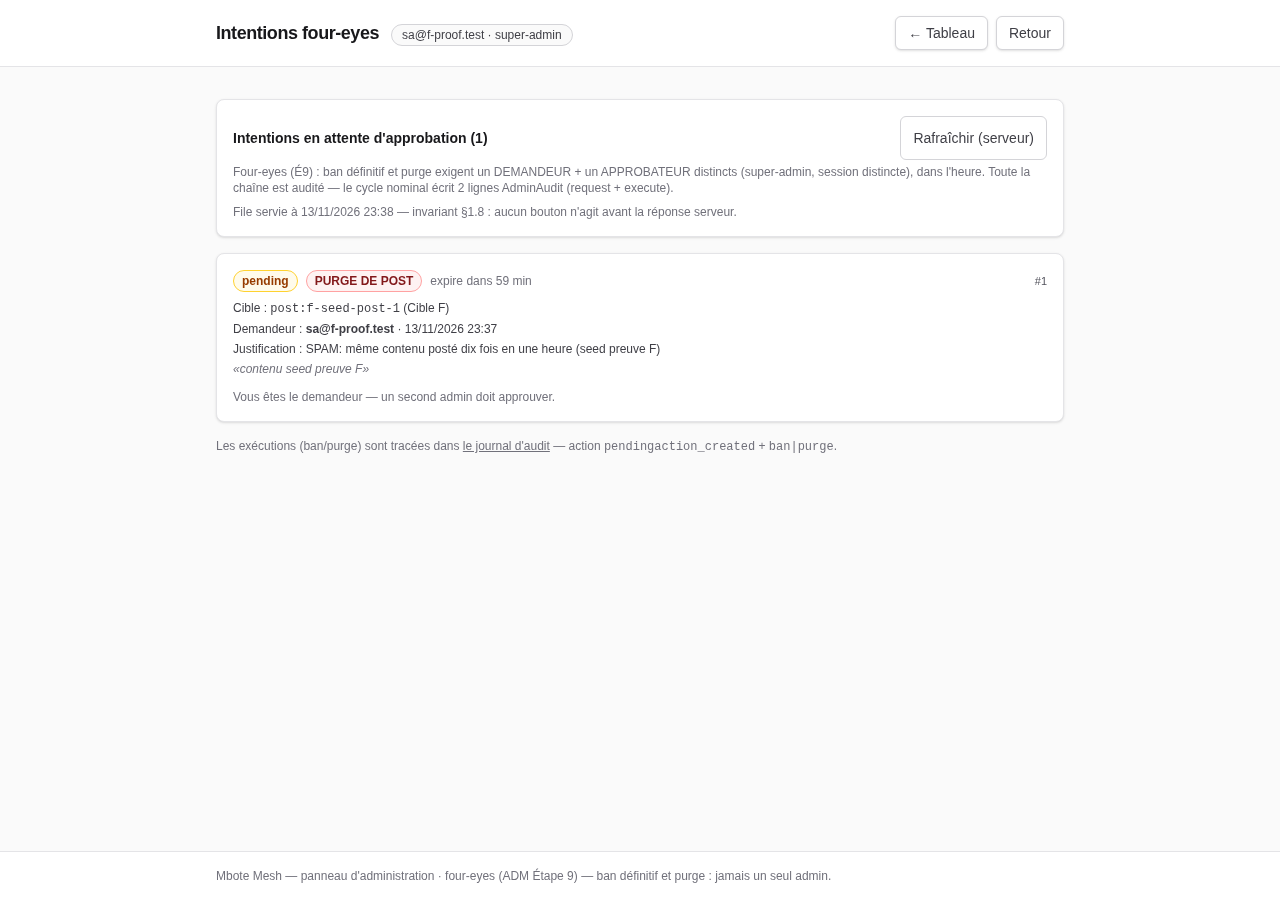 Intentions four-eyes
sa@f-proof.test · super-admin
← Tableau
Retour
Intentions en attente d'approbation (1)
Rafraîchir (serveur)
Four-eyes (É9) : ban définitif et purge exigent un DEMANDEUR + un APPROBATEUR distincts (super-admin, session distincte), dans l'heure. Toute la
chaîne est audité — le cycle nominal écrit 2 lignes AdminAudit (request + execute).
File servie à 13/11/2026 23:38 — invariant §1.8 : aucun bouton n'agit avant la réponse serveur.
pending PURGE DE POST expire dans 59 min #1
Cible : post:f-seed-post-1 (Cible F)
Demandeur : sa@f-proof.test · 13/11/2026 23:37
Justification : SPAM: même contenu posté dix fois en une heure (seed preuve F)
«contenu seed preuve F»
Vous êtes le demandeur — un second admin doit approuver.
Les exécutions (ban/purge) sont tracées dans le journal d'audit — action pendingaction_created + ban|purge.
Mbote Mesh — panneau d'administration · four-eyes (ADM Étape 9) — ban définitif et purge : jamais un seul admin.